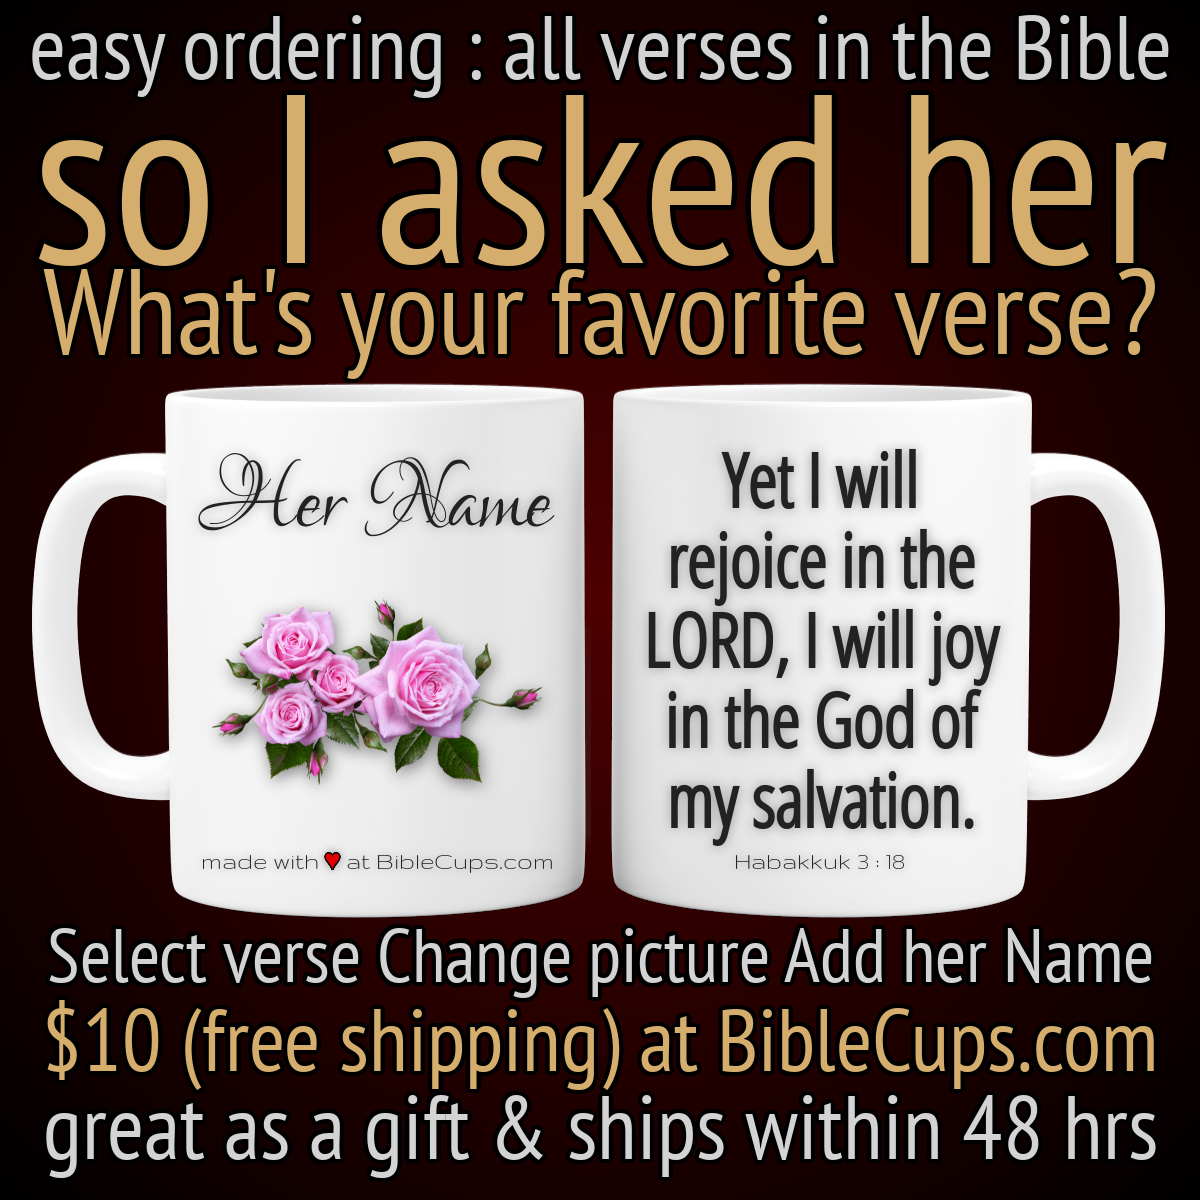 easy ordering : all verses in the Bible
so I asked her
What's your favorite verse?
Her Name
made with at BibleCups.com
Yet I will
rejoice in the
LORD, I will joy
in the God of
my salvation.
Habakkuk 3 : 18
Select verse Change picture Add her Name
$10 (free shipping) at BibleCups.com
great as a gift & ships within 48 hrs